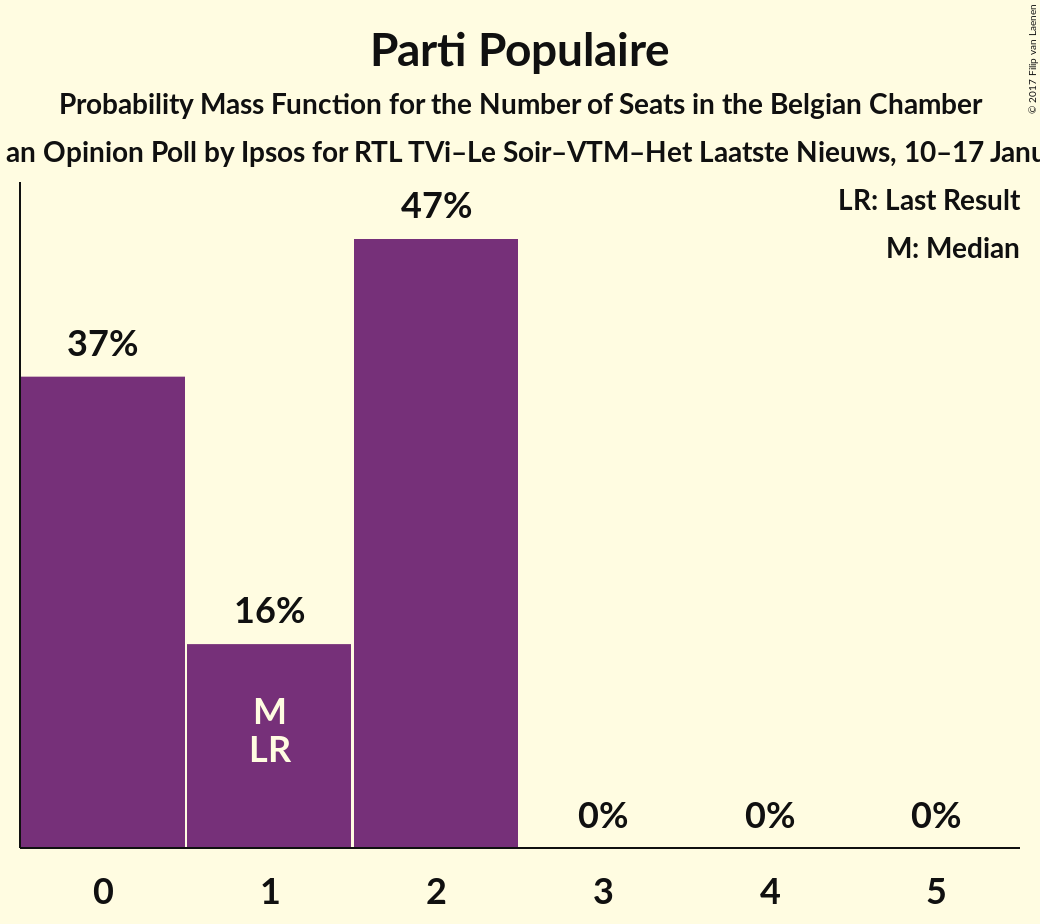 Parti Populaire
Probability Mass Function for the Number of Seats in the Belgian Chamber
an Opinion Poll by Ipsos for RTL TVi–Le Soir–VTM–Het Laatste Nieuws, 10–17
LR: Last Result
M: Median
47%
37%
16%
M
LR
0%
0%
0%
0
1
2
3
4
5
© 2017 Filip van Laenen